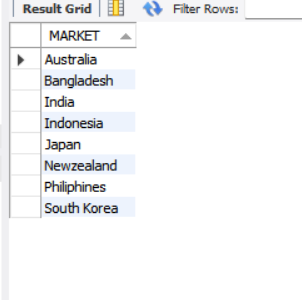 Result Grid Filter Rows:
MARKET
Australia
Bangladesh
India
Indonesia
Japan
Newzealand
Philiphines
South Korea